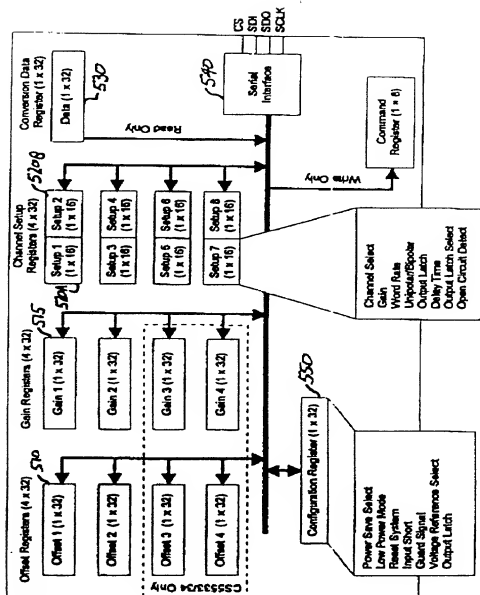 Offset Registers (4 x 32)
510
Offset 1 (1 x 32)
Offset 2 (1 x 32)
Offset 3 (1 x 32)
Offset 4 (1 x 32)
Gain Registers (4 x 32)
515
Gain 1 (1 x 32)
Gain 2 (1 x 32)
Gain 3 (1 x 32)
Gain 4 (1 x 32)
CS5533/34 Only
Channel Setup
Registers (4 x 32)
520A
520B
Setup 1
(1 x 16)
Setup 2
(1 x 16)
Setup 3
(1 x 16)
Setup 4
(1 x 16)
Setup 5
(1 x 16)
Setup 6
(1 x 16)
Setup 7
(1 x 16)
Setup 8
(1 x 16)
Conversion Data
Register (1 x 32)
Data (1 x 32)
530
Read Only
540
Serial
Interface
CS
SDI
SDO
SCLK
Write Only
Command
Register (1 x 8)
550
Configuration Register (1 x 32)
Power Save Select
Low Power Mode
Reset System
Input Short
Guard Signal
Voltage Reference Select
Output Latch
Channel Select
Gain
Word Rate
Unipolar/Bipolar
Output Latch
Delay Time
Output Latch Select
Open Circuit Detect